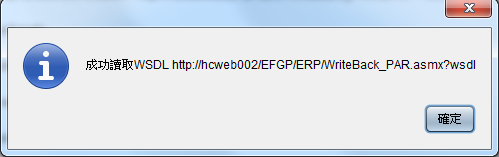 成功讀取WSDL http://hcweb002/EFGP/ERP/WriteBack_PAR.asmx?wsdl
確定